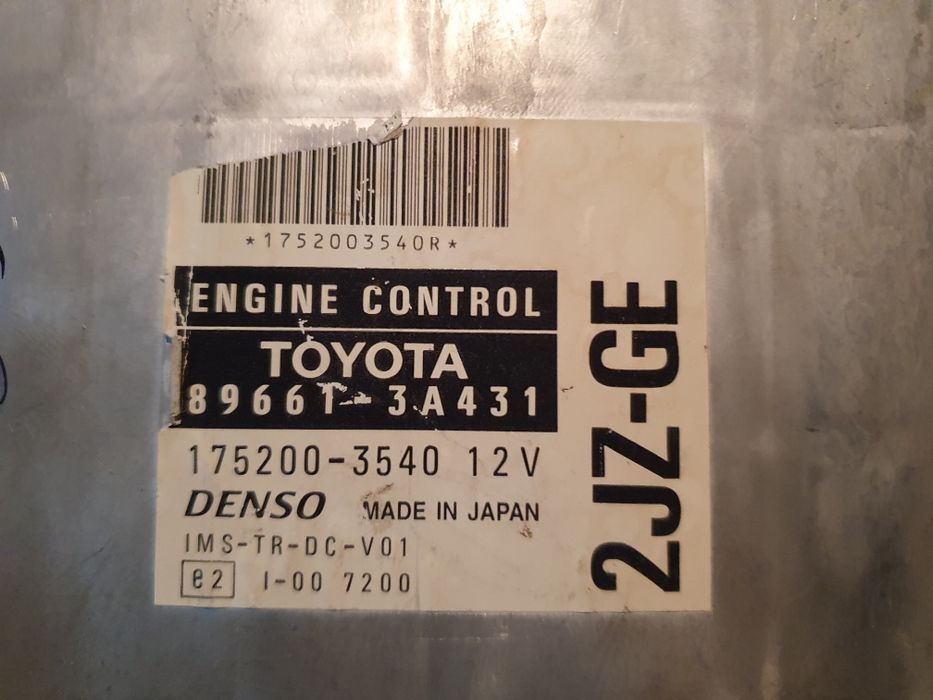 *1752003540R*
ENGINE CONTROL
TOYOTA
89661-3A431
175200-3540 12V
DENSO MADE IN JAPAN
IMS-TR-DC-V01
e2 I-00 7200
2JZ-GE